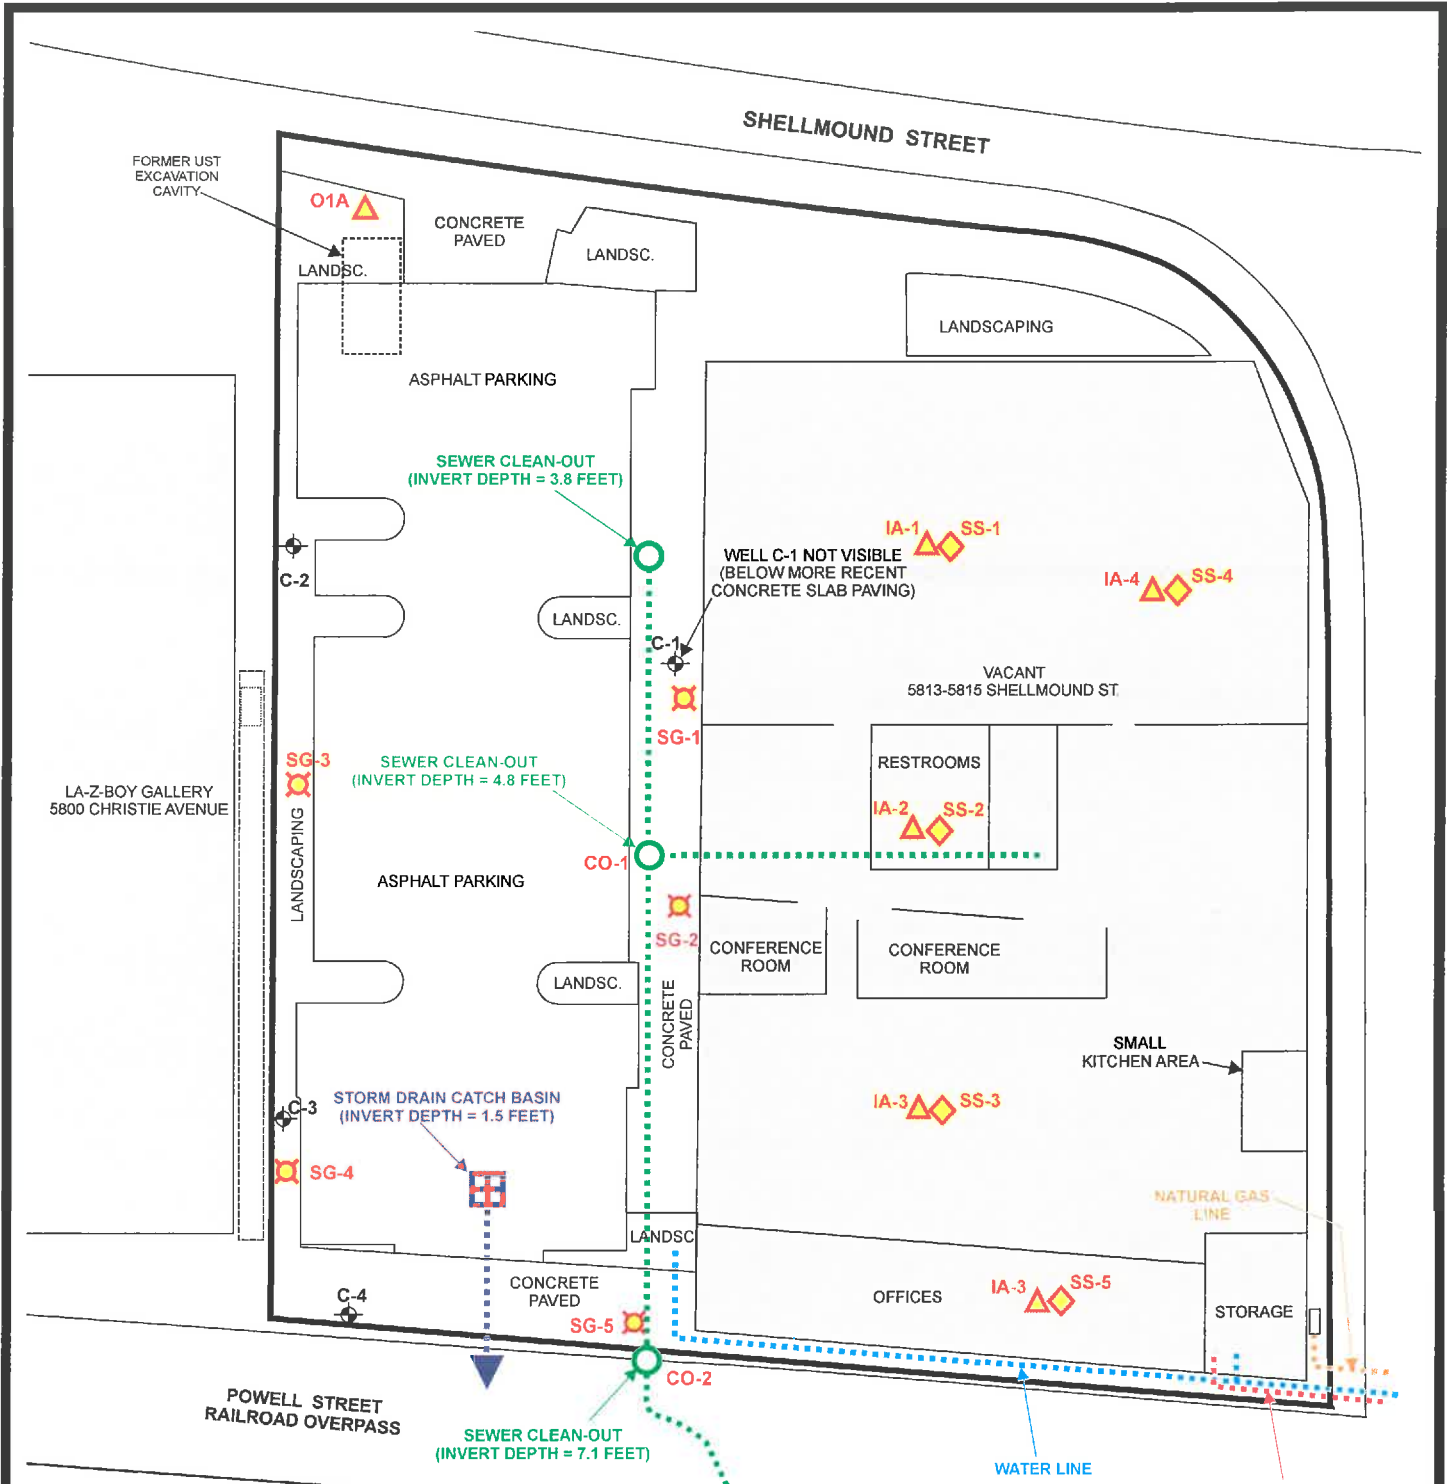 SHELLMOUND STREET
FORMER UST
EXCAVATION
CAVITY
O1A
CONCRETE
PAVED
LANDSC.
LANDSC.
LANDSCAPING
ASPHALT PARKING
SEWER CLEAN-OUT
(INVERT DEPTH = 3.8 FEET)
IA-1
SS-1
WELL C-1 NOT VISIBLE
(BELOW MORE RECENT
CONCRETE SLAB PAVING)
IA-4
SS-4
C-2
LANDSC.
C-1
VACANT
5813-5815 SHELLMOUND ST
SG-1
SG-3
SEWER CLEAN-OUT
(INVERT DEPTH = 4.8 FEET)
RESTROOMS
LA-Z-BOY GALLERY
5800 CHRISTIE AVENUE
IA-2
SS-2
LANDSCAPING
CO-1
ASPHALT PARKING
SG-2
CONFERENCE
ROOM
CONFERENCE
ROOM
LANDSC.
CONCRETE
PAVED
SMALL
KITCHEN AREA
STORM DRAIN CATCH BASIN
(INVERT DEPTH = 1.5 FEET)
C-3
IA-3
SS-3
SG-4
NATURAL GAS
LINE
LANDSC
CONCRETE
PAVED
C-4
OFFICES
IA-3
SS-5
STORAGE
SG-5
CO-2
POWELL STREET
RAILROAD OVERPASS
SEWER CLEAN-OUT
(INVERT DEPTH = 7.1 FEET)
WATER LINE